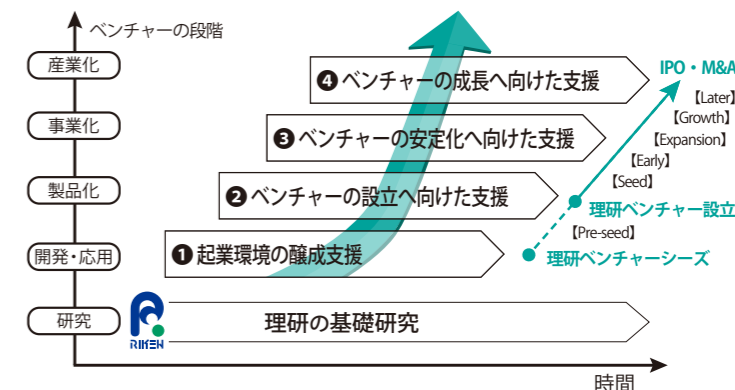 ベンチャーの段階
産業化
事業化
製品化
開発・応用
研究
❹ ベンチャーの成長へ向けた支援
❸ ベンチャーの安定化へ向けた支援
❷ ベンチャーの設立へ向けた支援
❶ 起業環境の醸成支援
RIKEN
理研の基礎研究
IPO・M&A
【Later】
【Growth】
【Expansion】
【Early】
【Seed】
理研ベンチャー設立
【Pre-seed】
理研ベンチャーシーズ
時間